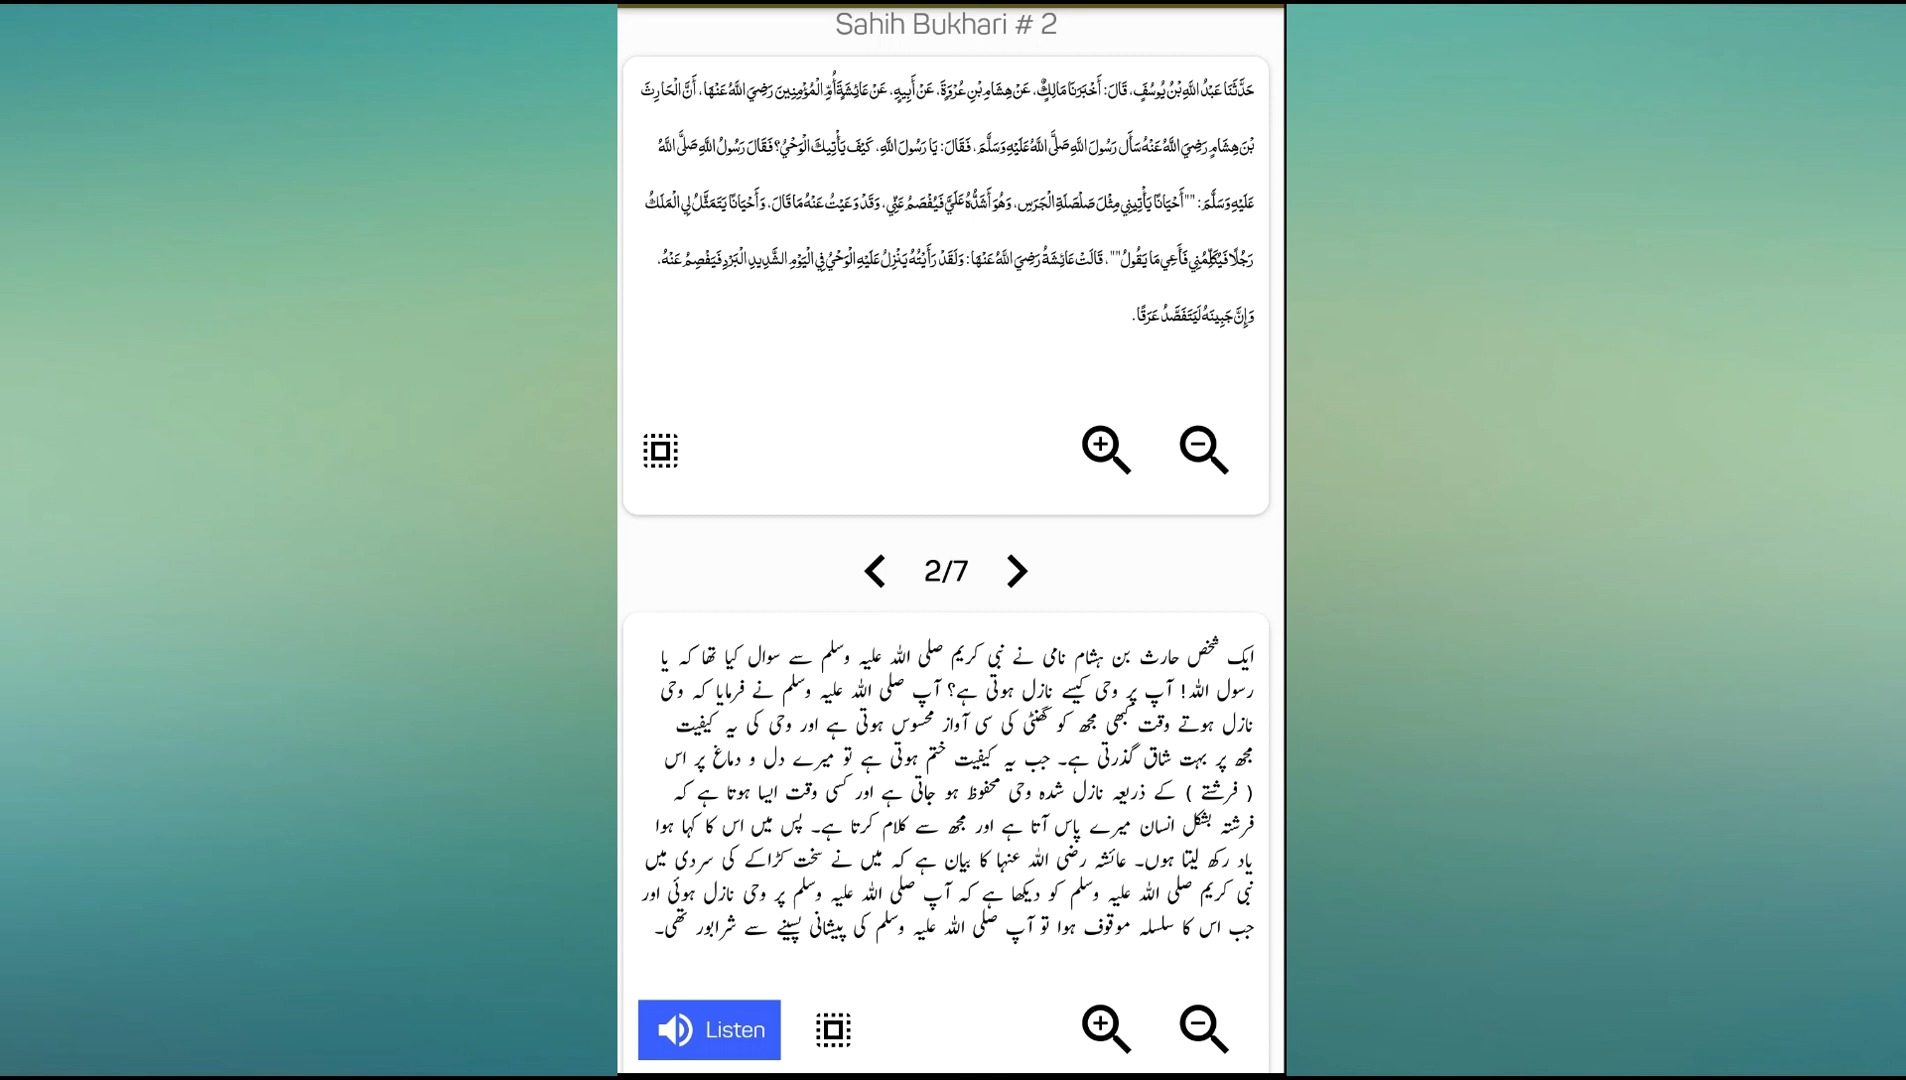 Sahih Bukhari # 2
حَدَّثَنَا عَبْدُ اللَّهِ بْنُ يُوسُفَ، قَالَ: أَخْبَرَنَا مَالِكٌ، عَنْ هِشَامِ بْنِ عُرْوَةَ، عَنْ أَبِيهِ، عَنْ عَائِشَةَ أُمِّ الْمُؤْمِنِينَ رَضِيَ اللَّهُ عَنْهَا، أَنَّ الْحَارِثَ
بْنَ هِشَامٍ رَضِيَ اللَّهُ عَنْهُ سَأَلَ رَسُولَ اللَّهِ صَلَّى اللَّهُ عَلَيْهِ وَسَلَّمَ، فَقَالَ: يَا رَسُولَ اللَّهِ، كَيْفَ يَأْتِيكَ الْوَحْيُ؟ فَقَالَ رَسُولُ اللَّهِ صَلَّى اللَّهُ
عَلَيْهِ وَسَلَّمَ: ""أَحْيَانًا يَأْتِينِي مِثْلَ صَلْصَلَةِ الْجَرَسِ، وَهُوَ أَشَدُّهُ عَلَيَّ فَيُفْصَمُ عَنِّي، وَقَدْ وَعَيْتُ عَنْهُ مَا قَالَ، وَأَحْيَانًا يَتَمَثَّلُ لِي الْمَلَكُ
رَجُلًا فَيُكَلِّمُنِي فَأَعِي مَا يَقُولُ""، قَالَتْ عَائِشَةُ رَضِيَ اللَّهُ عَنْهَا: وَلَقَدْ رَأَيْتُهُ يَنْزِلُ عَلَيْهِ الْوَحْيُ فِي الْيَوْمِ الشَّدِيدِ الْبَرْدِ فَيَفْصِمُ عَنْهُ،
وَإِنَّ جَبِينَهُ لَيَتَفَصَّدُ عَرَقًا.
2/7
ایک شخص حارث بن ہشام نامی نے نبی کریم صلی اللہ علیہ وسلم سے سوال کیا تھا کہ یا
رسول اللہ! آپ پر وحی کیسے نازل ہوتی ہے؟ آپ صلی اللہ علیہ وسلم نے فرمایا کہ وحی
نازل ہوتے وقت کبھی مجھ کو گھنٹی کی سی آواز محسوس ہوتی ہے اور وحی کی یہ کیفیت
مجھ پر بہت شاق گذرتی ہے۔ جب یہ کیفیت ختم ہوتی ہے تو میرے دل و دماغ پر اس
( فرشتے ) کے ذریعہ نازل شدہ وحی محفوظ ہو جاتی ہے اور کسی وقت ایسا ہوتا ہے کہ
فرشتہ بشکل انسان میرے پاس آتا ہے اور مجھ سے کلام کرتا ہے۔ پس میں اس کا کہا ہوا
یاد رکھ لیتا ہوں۔ عائشہ رضی اللہ عنہا کا بیان ہے کہ میں نے سخت کڑاکے کی سردی میں
نبی کریم صلی اللہ علیہ وسلم کو دیکھا ہے کہ آپ صلی اللہ علیہ وسلم پر وحی نازل ہوئی اور
جب اس کا سلسلہ موقوف ہوا تو آپ صلی اللہ علیہ وسلم کی پیشانی پسینے سے شرابور تھی۔
Listen